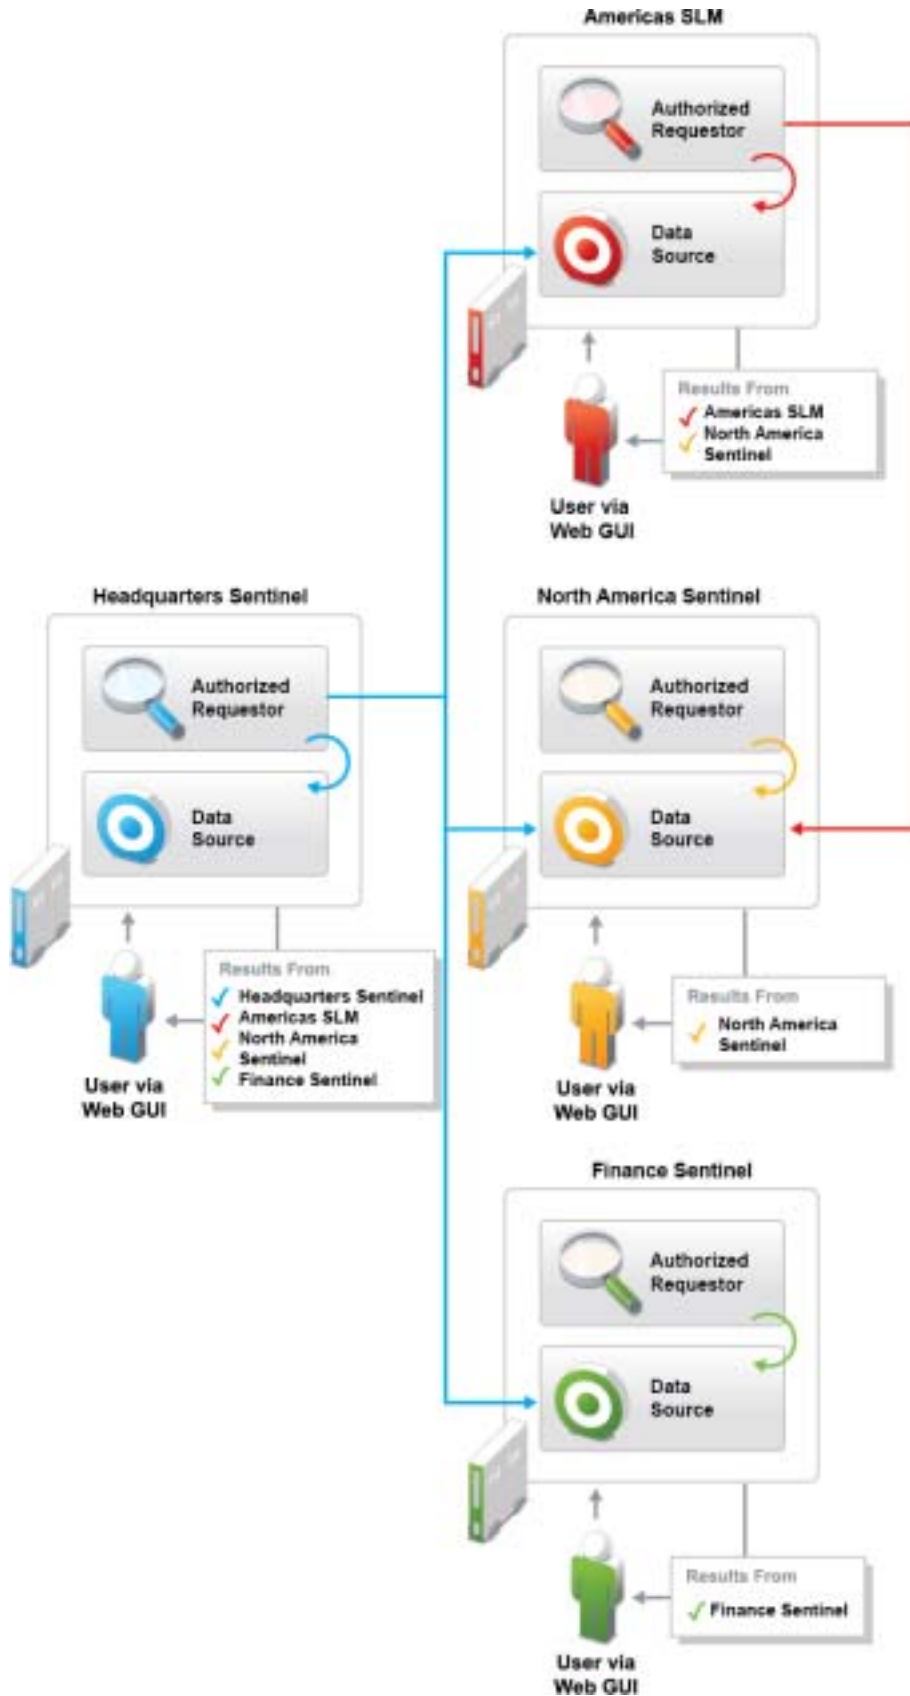 Americas SLM
Authorized
Requestor
Data
Source
Results From
Americas SLM
North America
Sentinel
User via
Web GUI
Headquarters Sentinel
Authorized
Requestor
Data
Source
Results From
Headquarters Sentinel
Americas SLM
North America
Sentinel
Finance Sentinel
User via
Web GUI
North America Sentinel
Authorized
Requestor
Data
Source
Results From
North America
Sentinel
User via
Web GUI
Finance Sentinel
Authorized
Requestor
Data
Source
Results From
Finance Sentinel
User via
Web GUI